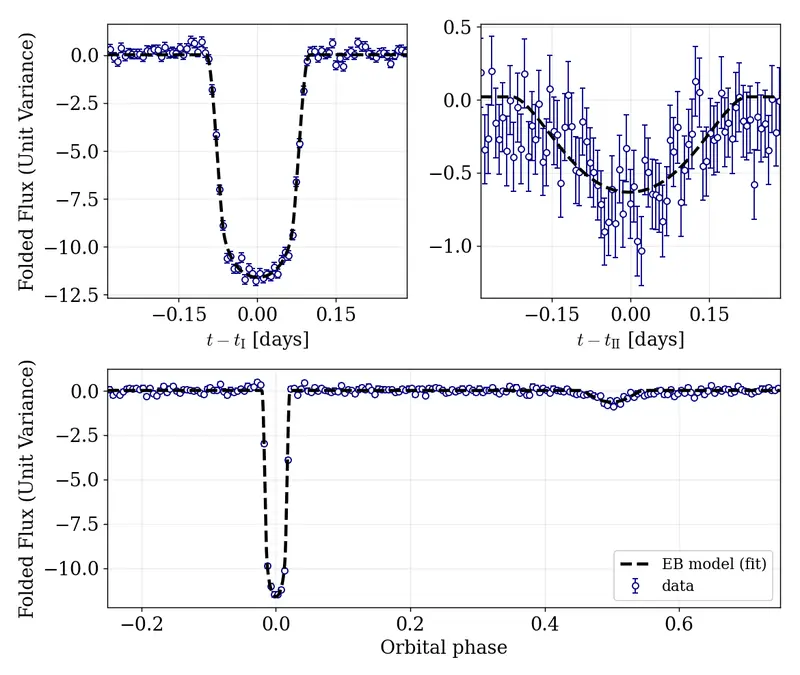 Folded Flux (Unit Variance)
0.0
−2.5
−5.0
−7.5
−10.0
−12.5
−0.15 0.00 0.15
t − tI [days]
0.5
0.0
−0.5
−1.0
−0.15 0.00 0.15
t − tII [days]
Folded Flux (Unit Variance)
0.0
−2.5
−5.0
−7.5
−10.0
−0.2 0.0 0.2 0.4 0.6
Orbital phase
EB model (fit)
data